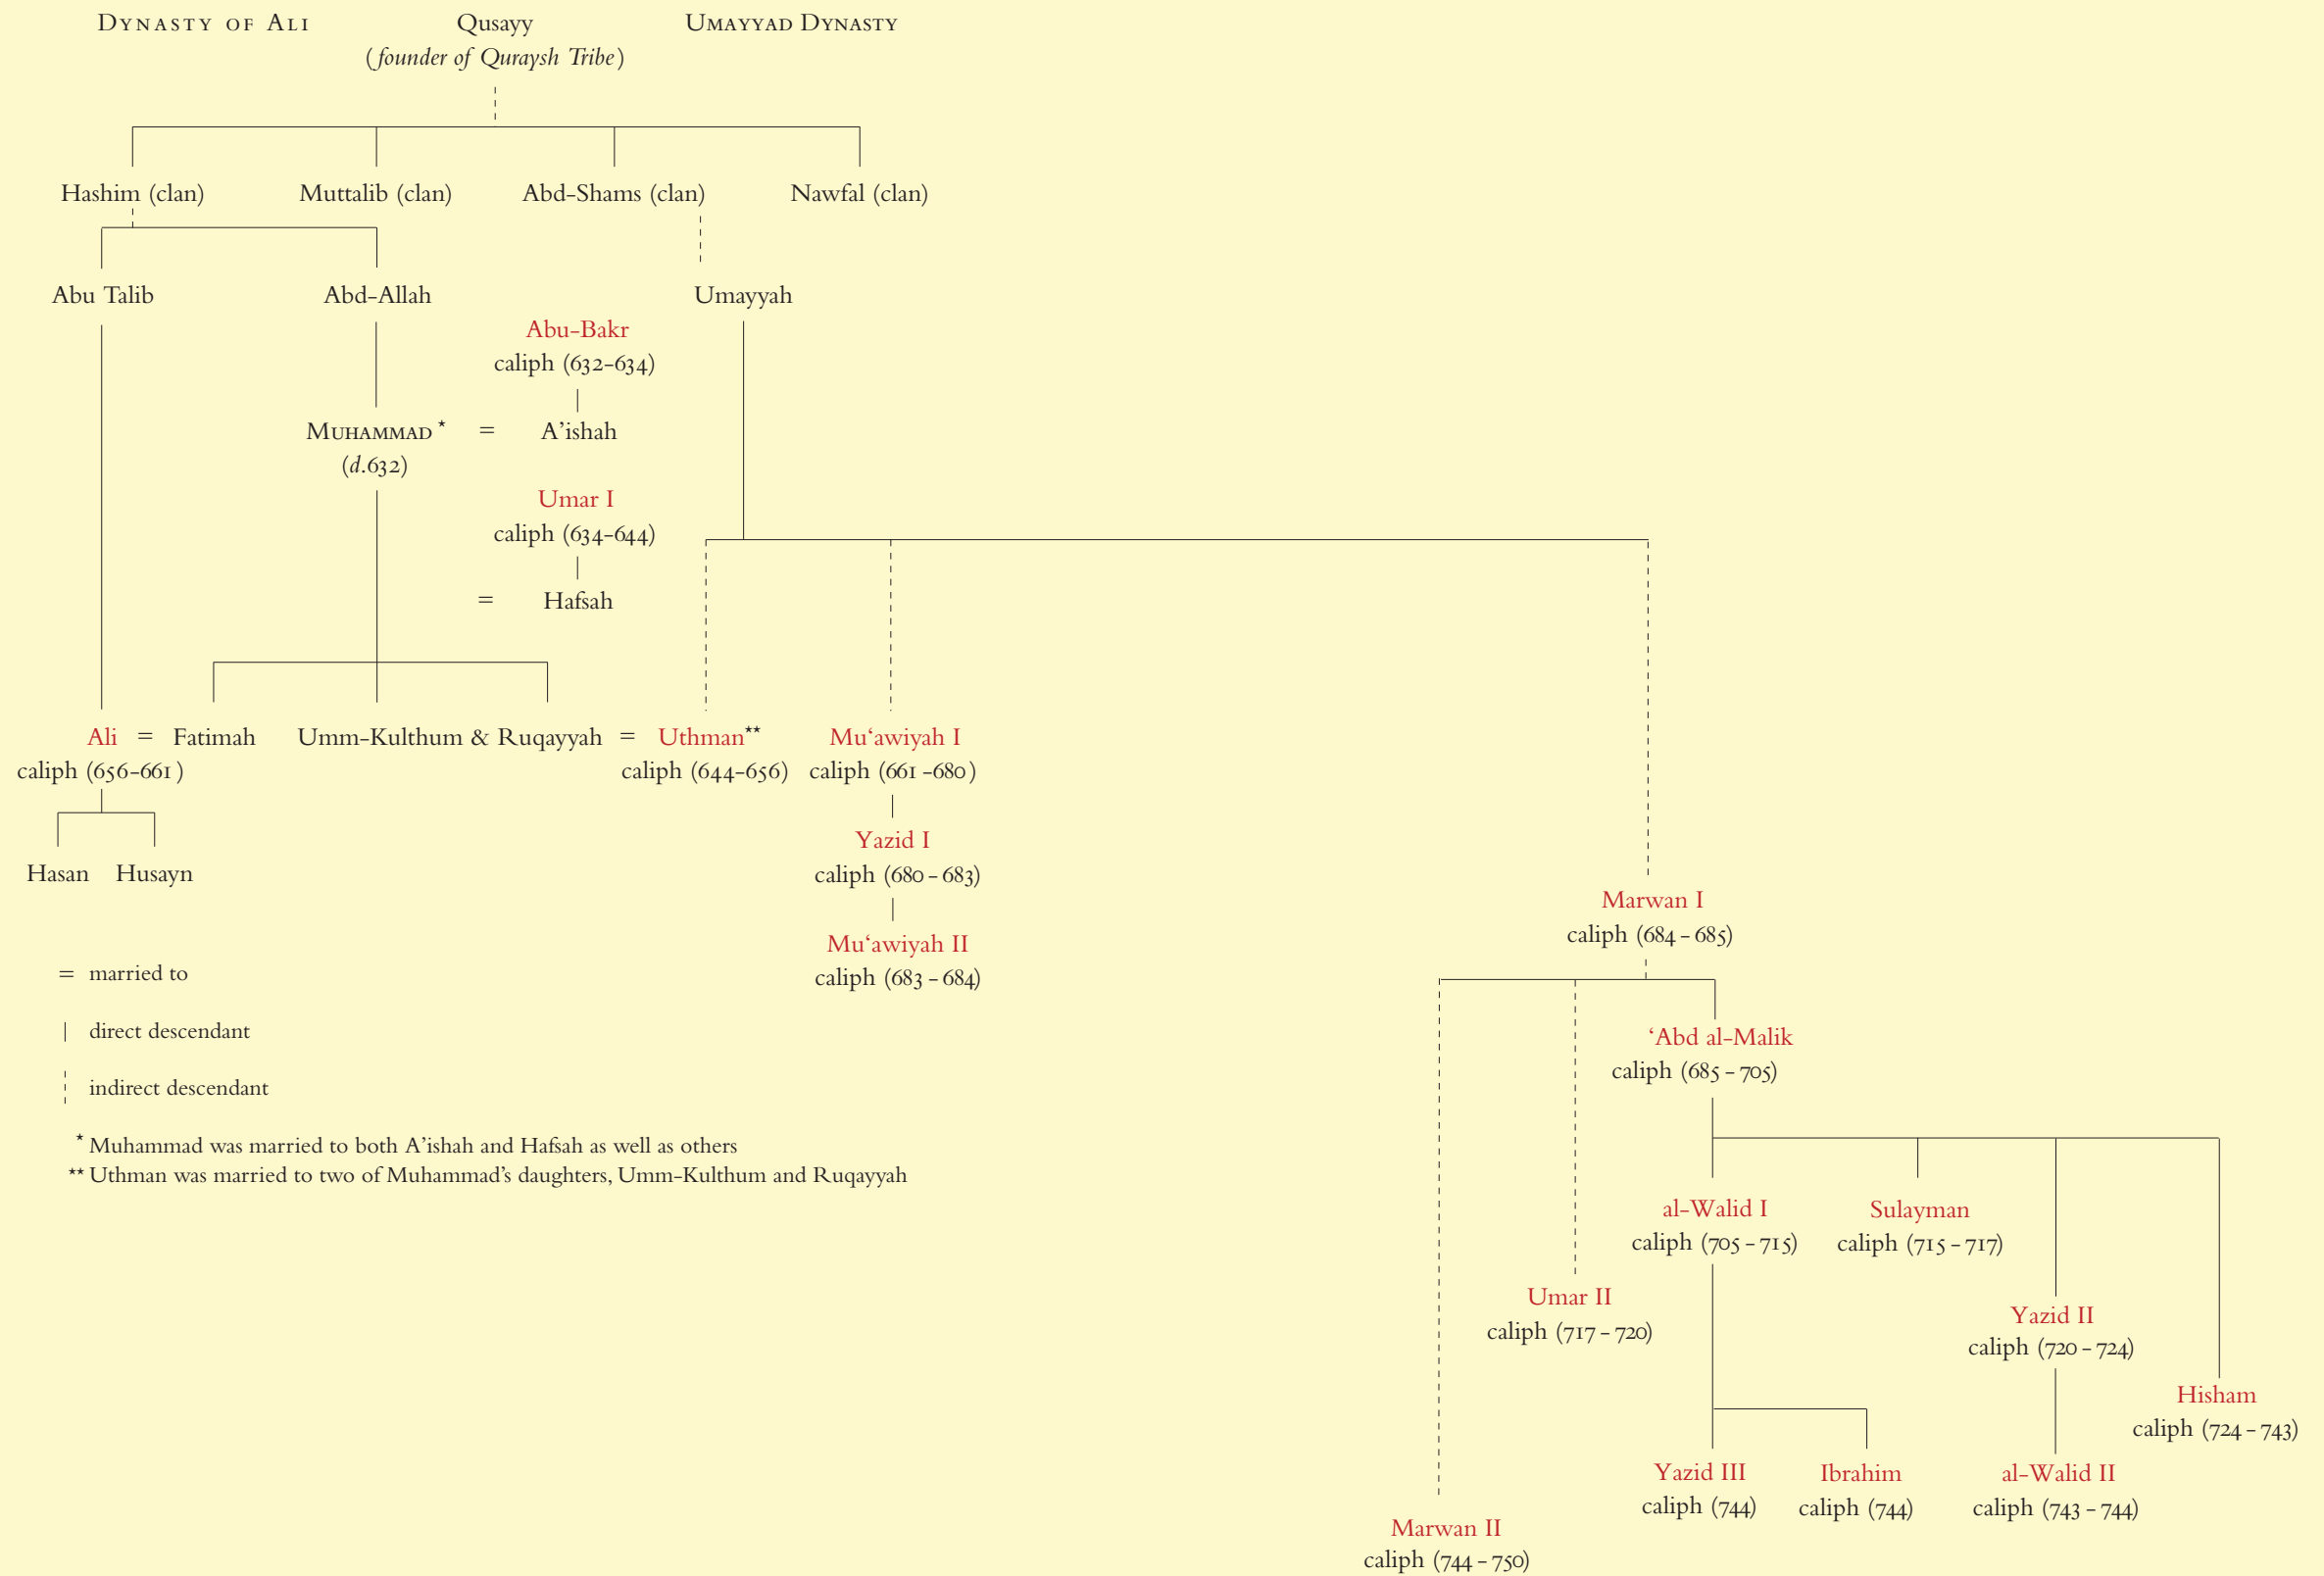 DYNASTY OF ALI
Qusayy
UMAYYAD DYNASTY
(founder of Quraysh Tribe)
Hashim (clan)
Muttalib (clan)
Abd-Shams (clan)
Nawfal (clan)
Abu Talib
Abd-Allah
Umayyah
Abu-Bakr
caliph (632-634)
MUHAMMAD * = A’ishah
(d.632)
Umar I
caliph (634-644)
= Hafsah
Ali = Fatimah
Umm-Kulthum & Ruqayyah = Uthman**
Mu‘awiyah I
caliph (656-661)
caliph (644-656)
caliph (661-680)
Yazid I
Hasan
Husayn
caliph (680-683)
Marwan I
caliph (684-685)
Mu‘awiyah II
caliph (683-684)
= married to
| direct descendant
¦ indirect descendant
‘Abd al-Malik
caliph (685-705)
* Muhammad was married to both A’ishah and Hafsah as well as others
** Uthman was married to two of Muhammad’s daughters, Umm-Kulthum and Ruqayyah
al-Walid I
Sulayman
caliph (705-715)
caliph (715-717)
Umar II
caliph (717-720)
Yazid II
caliph (720-724)
Hisham
caliph (724-743)
Yazid III
Ibrahim
al-Walid II
caliph (744)
caliph (744)
caliph (743-744)
Marwan II
caliph (744-750)